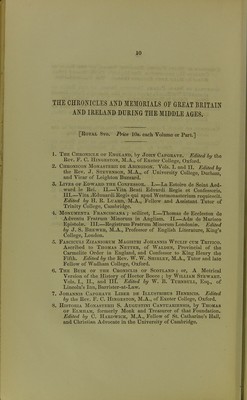 40
THE CHRONICLES AND MEMORIALS OF GREAT BRITAIN
AND IRELAND DURING THE MIDDLE AGES.
[ROYAL 8vo. Price 10s. each Volume or Part.]
1. THE CHRONICLE OF ENGLAND, by JOHN CAPGRAVE. Edited by the
Rev. F. C. HINGESTON, M.A., of Exeter College, Oxford.
2. CHRONICON MONASTERII DE ABINGDON. Vols. I. and II. Edited by
the Rev. J. STEVENSON, M.A., of University College, Durham,
and Vicar of Leighton Buzzard.
3. LIVES OF EDWARD THE CONFESSOR. I.—La Estoire de Seint Aed-
ward le Rei. II.—Vita Beati Edvardi Regis et Confessoris.
III.—Vita Æduuardi Regis qui apud Westmonasterium requiescit.
Edited by H. R. LUARD, M.A., Fellow and Assistant Tutor of
Trinity College, Cambridge.
4. MONUMENTA FRANCISCANA; scilicet, I.—Thomas de Eccleston de
Adventu Fratrum Minorum in Angliam. II.—Adæ de Marisco
Epistolæ. III.—Registrum Fratrum Minorum Londoniæ. Edited
by J. S. BREWER, M.A., Professor of English Literature, King's
College, London.
5. FASCICULI ZIZANIORUM MAGISTRI JOHANNIS WYCLIF CUM TRITICO.
Ascribed to THOMAS NETTER, of WALDEN, Provincial of the
Carmelite Order in England, and Confessor to King Henry the
Fifth. Edited by the Rev. W. W. SHIRLEY, M.A., Tutor and late
Fellow of Wadham College, Oxford.
6. THE BUIK OF THE CRONICLIS OF SCOTLAND; or, A Metrical
Version of the History of Hector Boece; by WILLIAM STEWART.
Vols. I., II., and III. Edited by W. B. TURNBULL, Esq., of
Lincoln's Inn, Barrister-at-Law.
7. JOHANNIS CAPGRAVE LIBER DE ILLUSTRIBUS HENRICIS. Edited
by the Rev. F. C. HINGESTON, M.A., of Exeter College, Oxford.
8. HISTORIA MONASTERII S. AUGUSTINI CANTUARIENSIS, by THOMAS
OF ELMHAM, formerly Monk and Treasurer of that Foundation.
Edited by C. HARDWICK, M.A., Fellow of St. Catharine's Hall,
and Christian Advocate in the University of Cambridge.